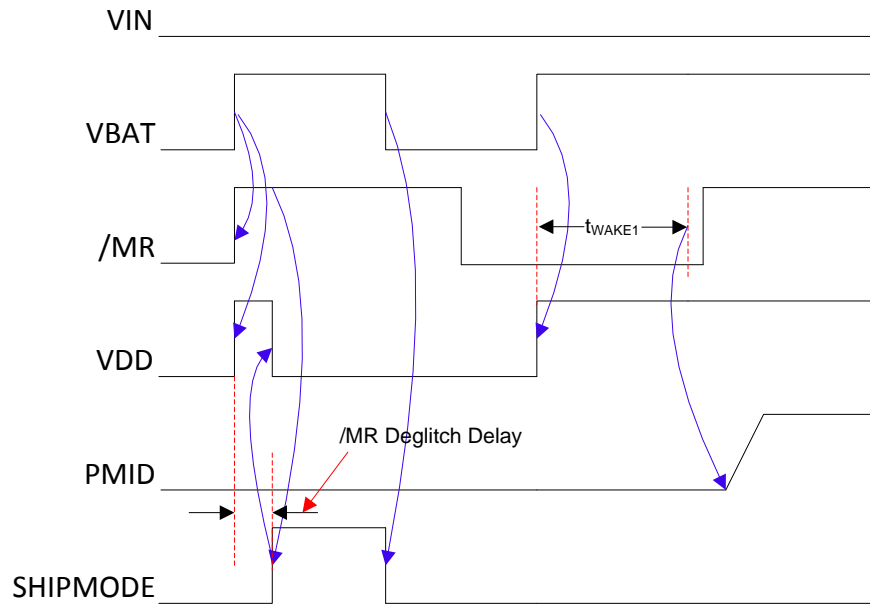 VIN
VBAT
/MR
tWAKE1
VDD
/MR Deglitch Delay
PMID
SHIPMODE